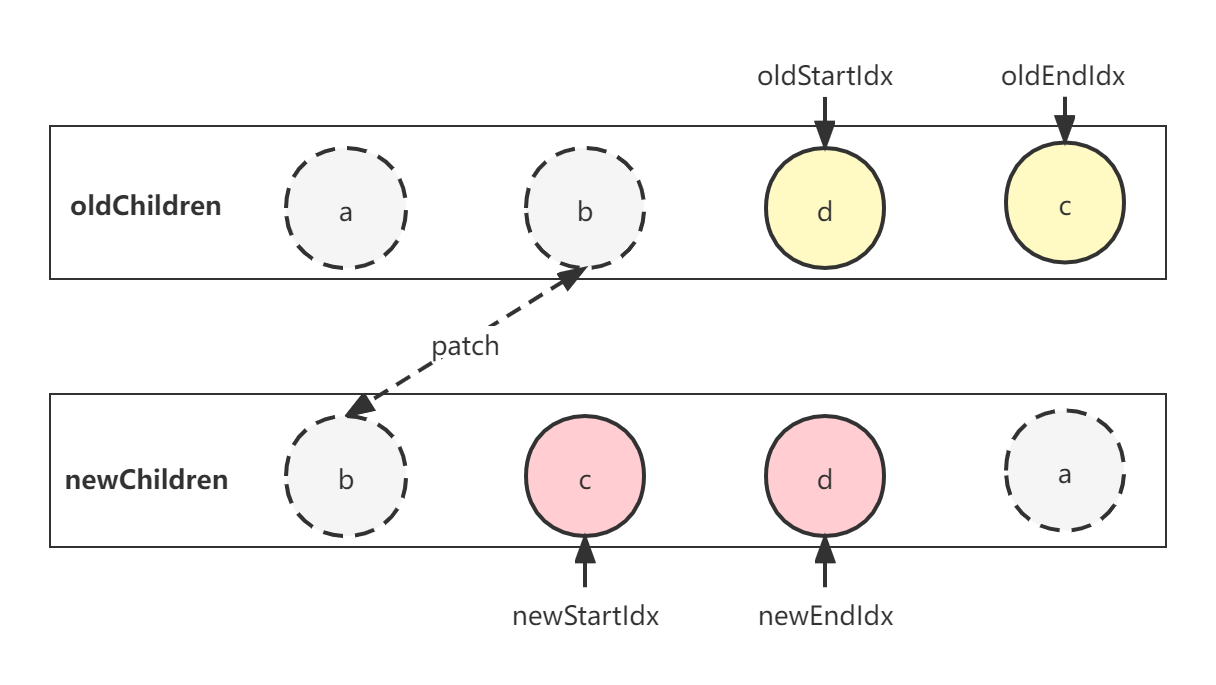 oldStartIdx oldEndIdx
oldChildren a b d c
patch
newChildren b c d a
newStartIdx newEndIdx